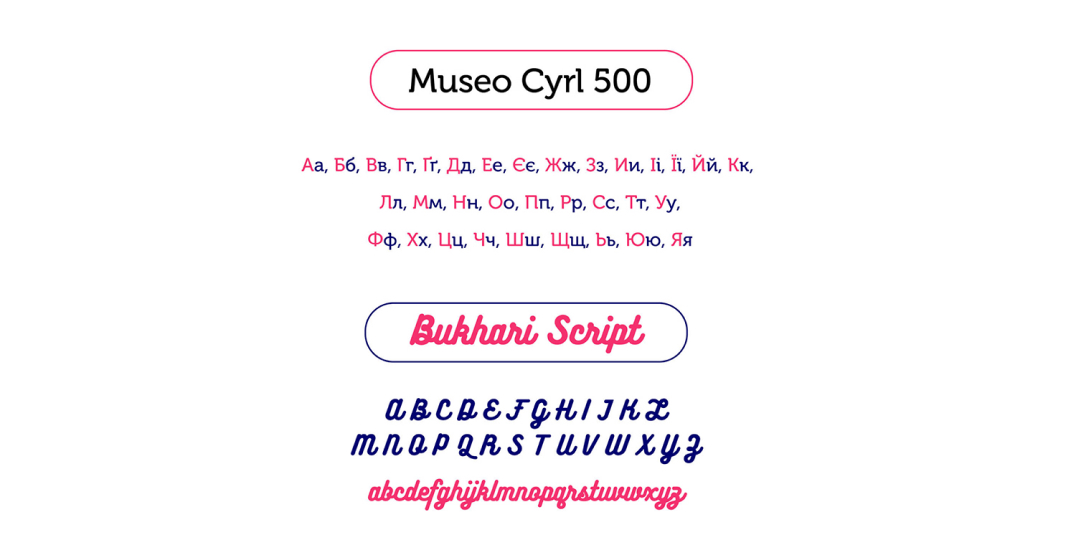 Museo Cyrl 500
Аа, Бб, Вв, Гг, Ґґ, Дд, Ее, Єє, Жж, Зз, Ии, Іі, Її, Йй, Кк,
Лл, Мм, Нн, Оо, Пп, Рр, Сс, Тт, Уу,
Фф, Хх, Цц, Чч, Шш, Щщ, Ьь, Юю, Яя
Bukhari Script
A B C D E F G H I J K L
M N O P Q R S T U V W X Y Z
abcdefghijklmnopqrstuvwxyz